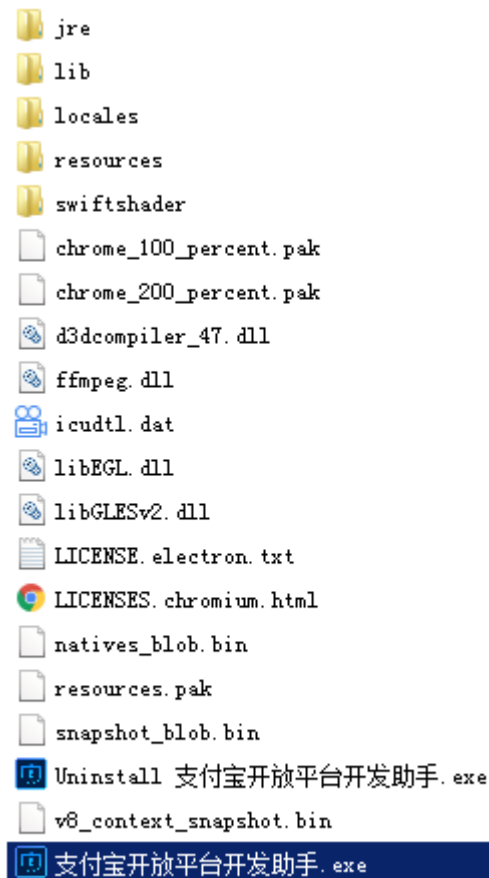 jre
lib
locales
resources
swiftshader
chrome_100_percent.pak
chrome_200_percent.pak
d3dcompiler_47.dll
ffmpeg.dll
icudtl.dat
libEGL.dll
libGLESv2.dll
LICENSE.electron.txt
LICENSES.chromium.html
natives_blob.bin
resources.pak
snapshot_blob.bin
Uninstall 支付宝开放平台开发助手.exe
v8_context_snapshot.bin
支付宝开放平台开发助手.exe